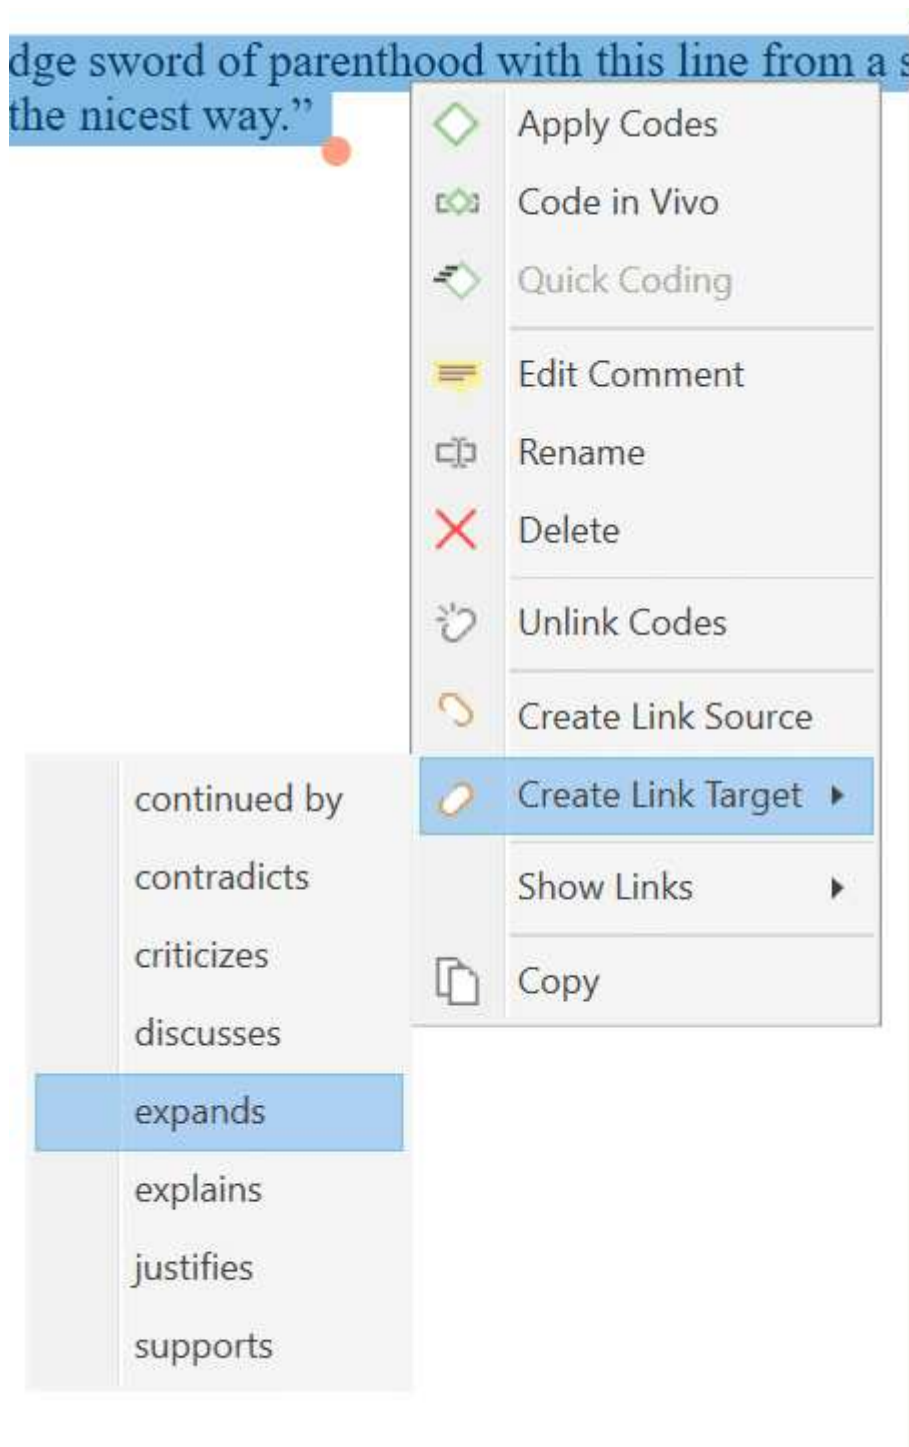 dge sword of parenthood with this line from a s
the nicest way.”
Apply Codes
Code in Vivo
Quick Coding
Edit Comment
Rename
Delete
Unlink Codes
Create Link Source
Create Link Target
Show Links
Copy
continued by
contradicts
criticizes
discusses
expands
explains
justifies
supports